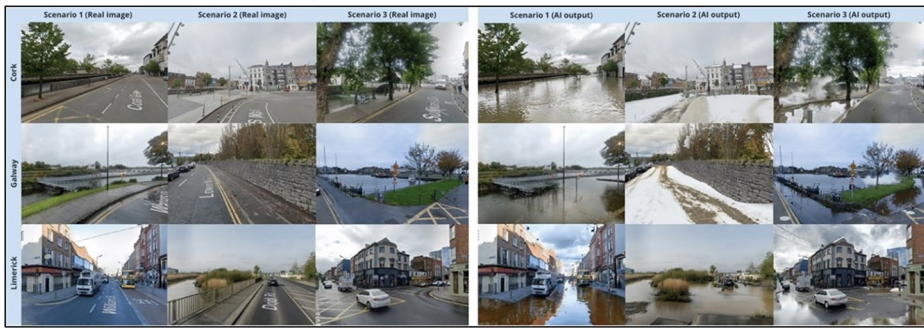 Scenario 1 (Real image)
Scenario 2 (Real image)
Scenario 3 (Real image)
Scenario 1 (AI output)
Scenario 2 (AI output)
Scenario 3 (AI output)
Cork
Galway
Limerick